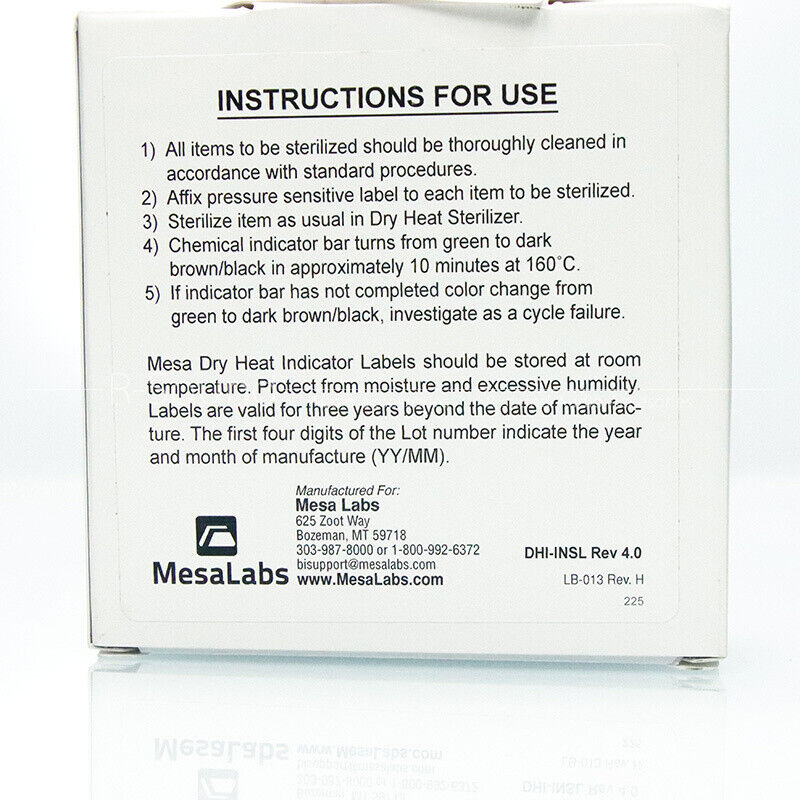 INSTRUCTIONS FOR USE
1) All items to be sterilized should be thoroughly cleaned in
accordance with standard procedures.
2) Affix pressure sensitive label to each item to be sterilized.
3) Sterilize item as usual in Dry Heat Sterilizer.
4) Chemical indicator bar turns from green to dark
brown/black in approximately 10 minutes at 160°C.
5) If indicator bar has not completed color change from
green to dark brown/black, investigate as a cycle failure.
Mesa Dry Heat Indicator Labels should be stored at room
temperature. Protect from moisture and excessive humidity.
Labels are valid for three years beyond the date of manufac-
ture. The first four digits of the Lot number indicate the year
and month of manufacture (YY/MM).
Manufactured For:
Mesa Labs
625 Zoot Way
Bozeman, MT 59718
303-987-8000 or 1-800-992-6372
bisupport@mesalabs.com
www.MesaLabs.com
MesaLabs
DHI-INSL Rev 4.0
LB-013 Rev. H
225